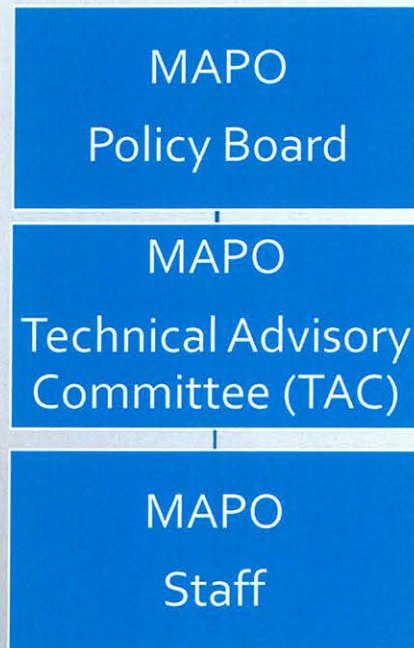 MAPO
Policy Board
MAPO
Technical Advisory
Committee (TAC)
MAPO
Staff